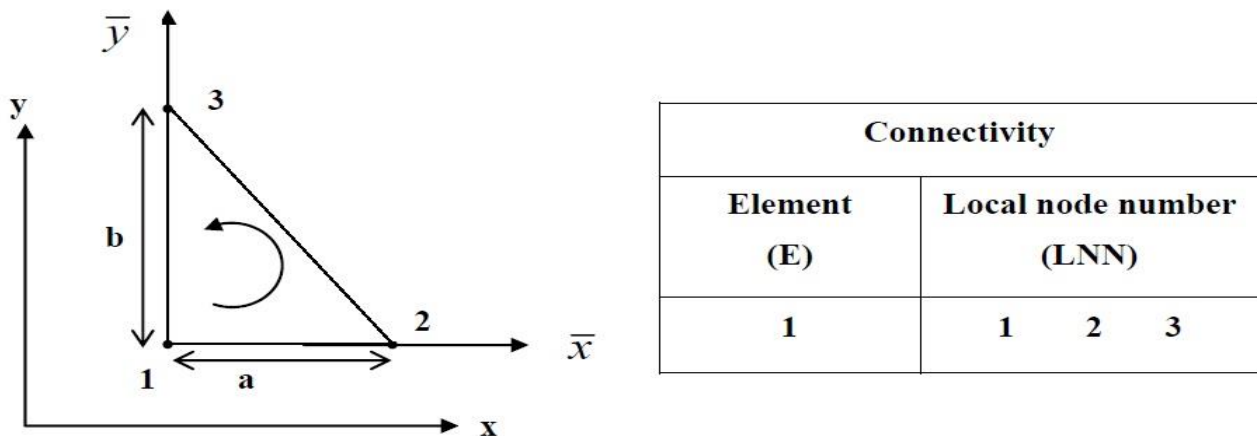 y̅
3
y
b
2
x̅
1
a
x
Connectivity
Element
(E)
Local node number
(LNN)
1
1 2 3